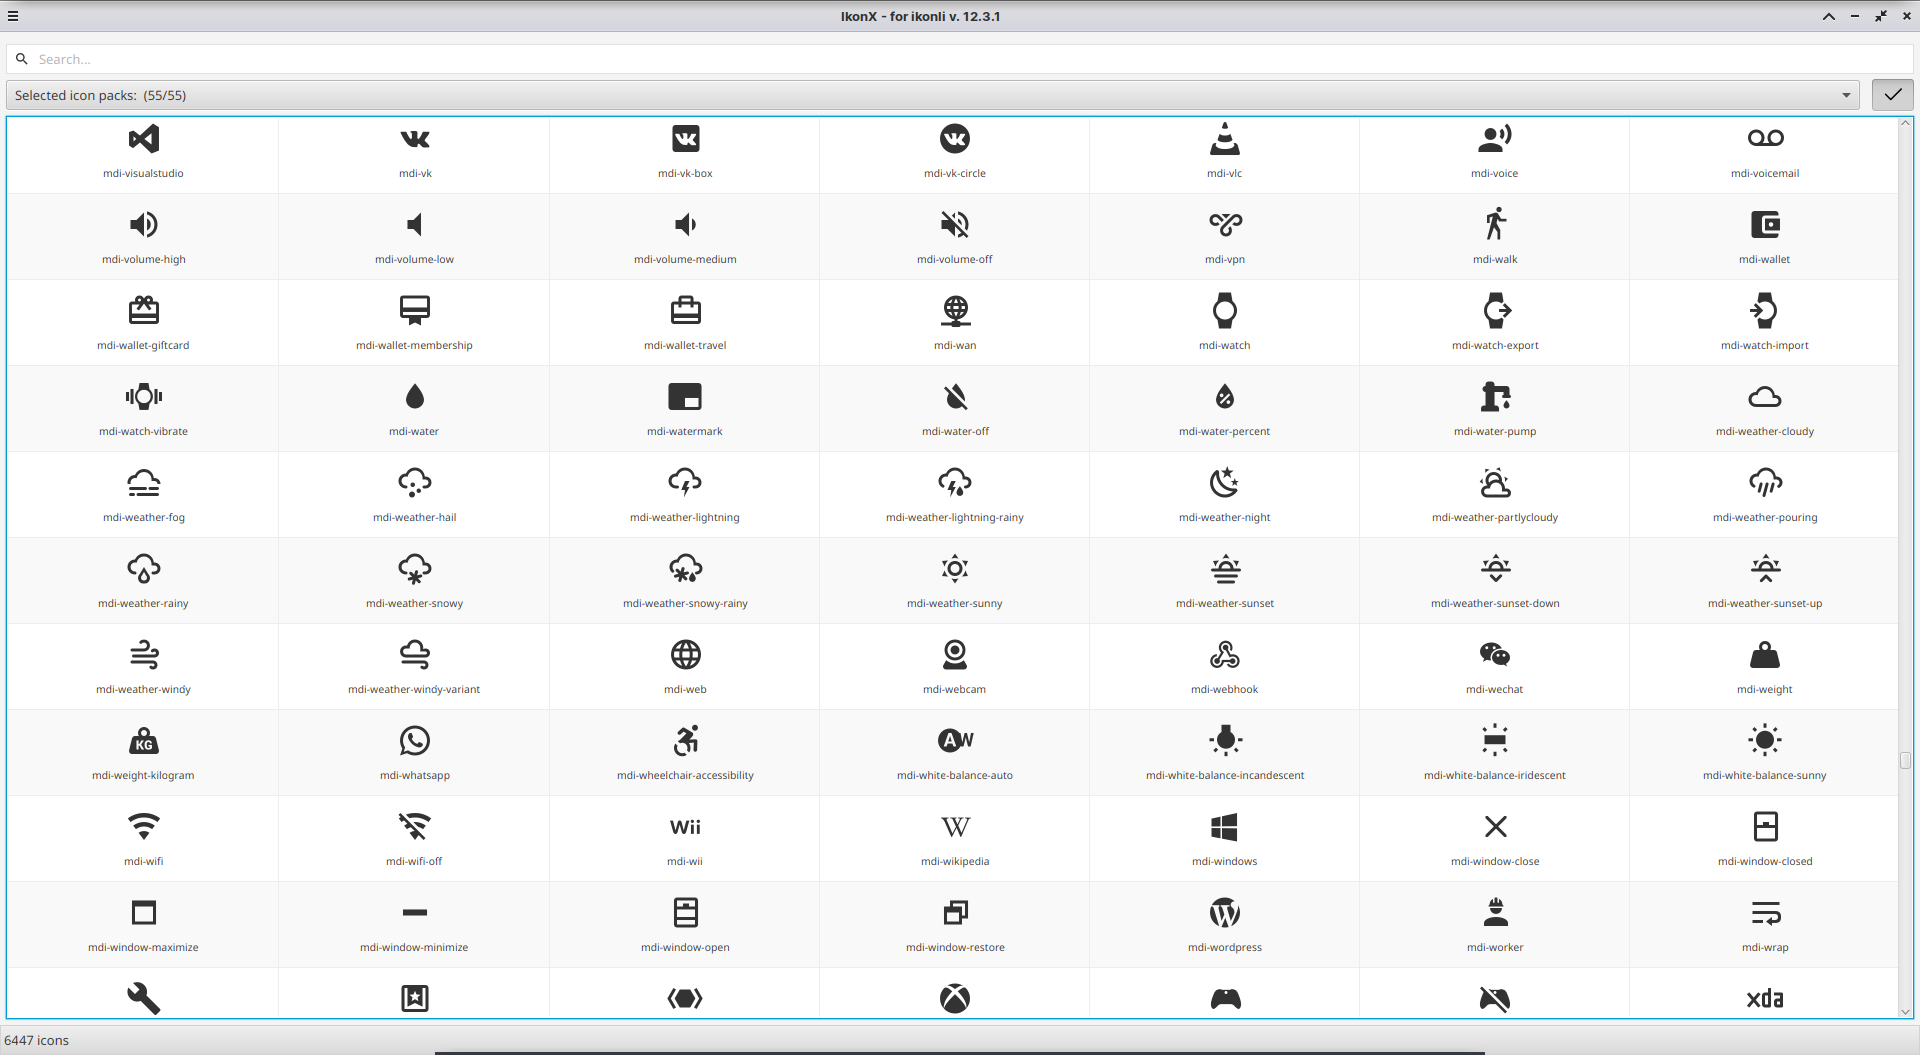 IkonX - for ikonli v. 12.3.1
Search...
Selected icon packs:  (55/55)
mdi-visualstudio mdi-vk mdi-vk-box mdi-vk-circle mdi-vlc mdi-voice mdi-voicemail
mdi-volume-high mdi-volume-low mdi-volume-medium mdi-volume-off mdi-vpn mdi-walk mdi-wallet
mdi-wallet-giftcard mdi-wallet-membership mdi-wallet-travel mdi-wan mdi-watch mdi-watch-export mdi-watch-import
mdi-watch-vibrate mdi-water mdi-watermark mdi-water-off mdi-water-percent mdi-water-pump mdi-weather-cloudy
mdi-weather-fog mdi-weather-hail mdi-weather-lightning mdi-weather-lightning-rainy mdi-weather-night mdi-weather-partlycloudy mdi-weather-pouring
mdi-weather-rainy mdi-weather-snowy mdi-weather-snowy-rainy mdi-weather-sunny mdi-weather-sunset mdi-weather-sunset-down mdi-weather-sunset-up
mdi-weather-windy mdi-weather-windy-variant mdi-web mdi-webcam mdi-webhook mdi-wechat mdi-weight
KG AW
mdi-weight-kilogram mdi-whatsapp mdi-wheelchair-accessibility mdi-white-balance-auto mdi-white-balance-incandescent mdi-white-balance-iridescent mdi-white-balance-sunny
Wii W
mdi-wifi mdi-wifi-off mdi-wii mdi-wikipedia mdi-windows mdi-window-close mdi-window-closed
mdi-window-maximize mdi-window-minimize mdi-window-open mdi-window-restore mdi-wordpress mdi-worker mdi-wrap
xda
6447 icons